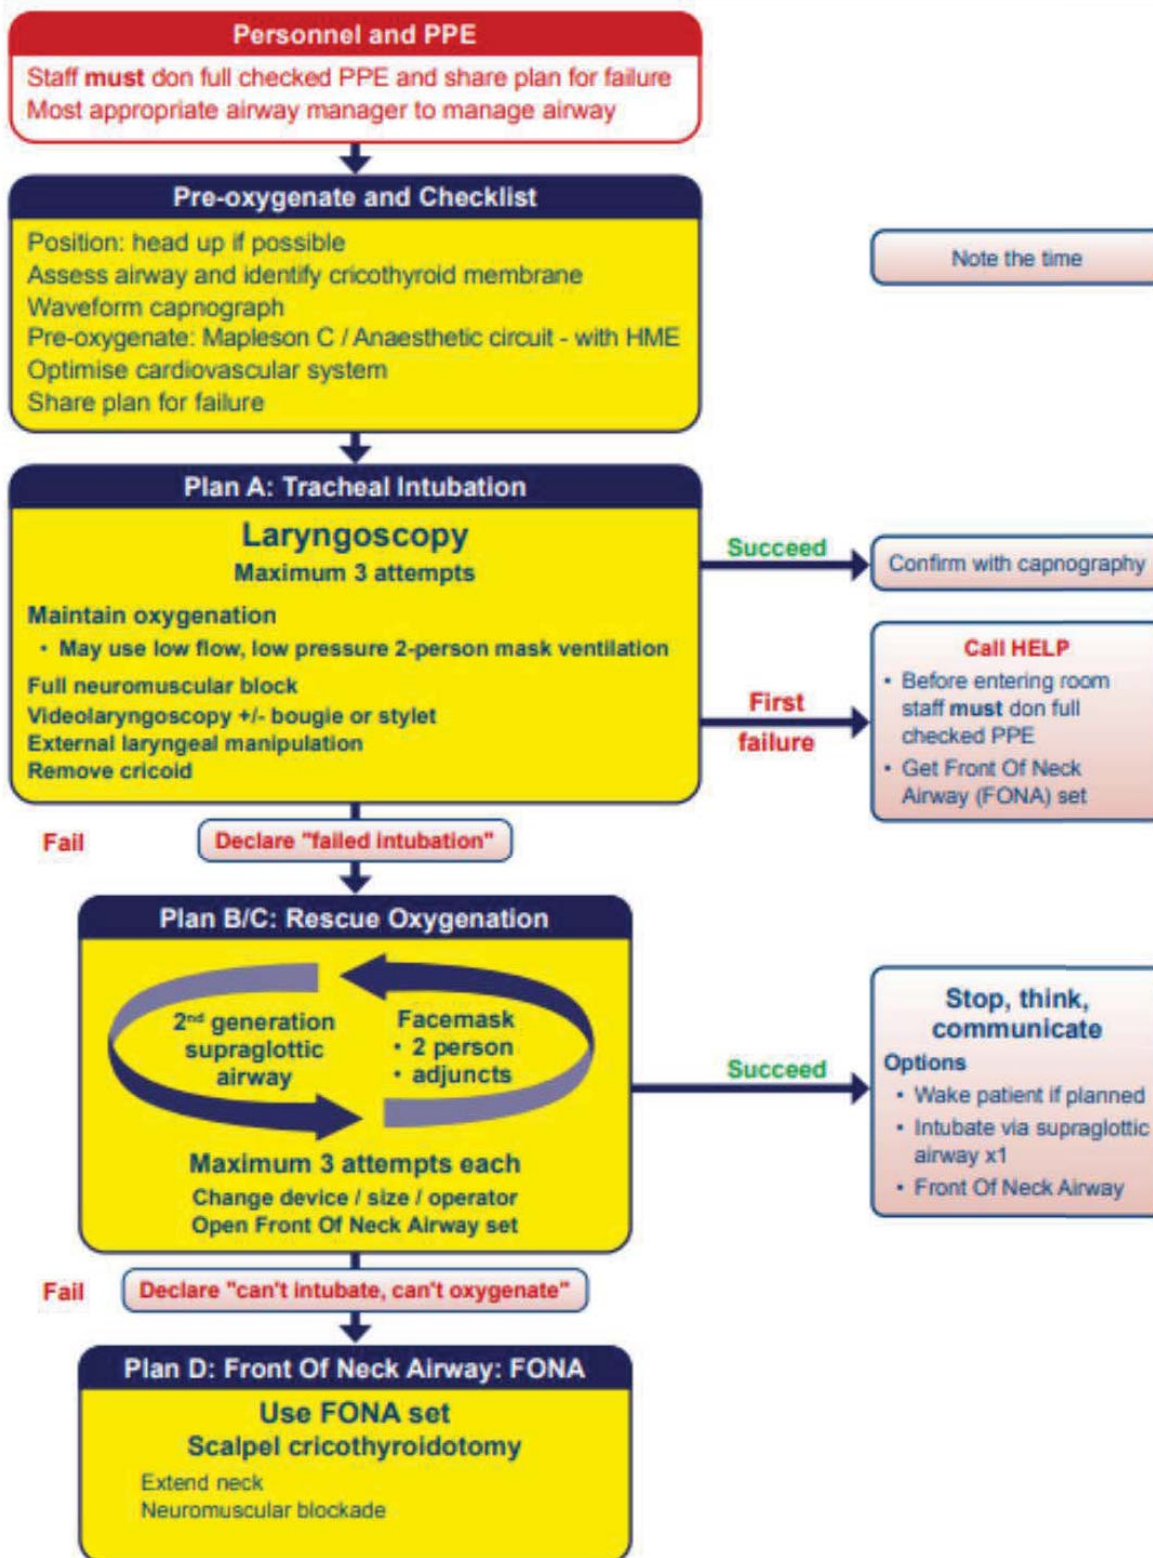 Personnel and PPE
Staff must don full checked PPE and share plan for failure
Most appropriate airway manager to manage airway
Pre-oxygenate and Checklist
Position: head up if possible
Assess airway and identify cricothyroid membrane
Waveform capnograph
Pre-oxygenate: Mapleson C / Anaesthetic circuit - with HME
Optimise cardiovascular system
Share plan for failure
Note the time
Plan A: Tracheal Intubation
Laryngoscopy
Maximum 3 attempts
Maintain oxygenation
• May use low flow, low pressure 2-person mask ventilation
Full neuromuscular block
Videolaryngoscopy +/- bougie or stylet
External laryngeal manipulation
Remove cricoid
Succeed
Confirm with capnography
First
failure
Call HELP
• Before entering room
staff must don full
checked PPE
• Get Front Of Neck
Airway (FONA) set
Fail
Declare "failed intubation"
Plan B/C: Rescue Oxygenation
2nd generation
supraglottic
airway
Facemask
• 2 person
• adjuncts
Maximum 3 attempts each
Change device / size / operator
Open Front Of Neck Airway set
Succeed
Stop, think,
communicate
Options
• Wake patient if planned
• Intubate via supraglottic
airway x1
• Front Of Neck Airway
Fail
Declare "can't intubate, can't oxygenate"
Plan D: Front Of Neck Airway: FONA
Use FONA set
Scalpel cricothyroidotomy
Extend neck
Neuromuscular blockade